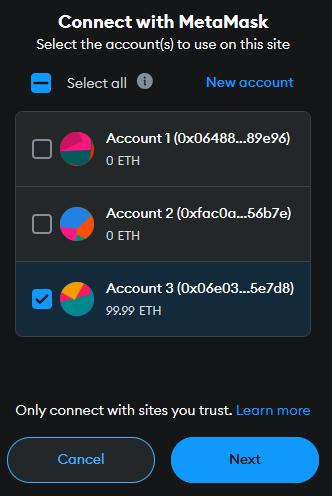 Connect with MetaMask
Select the account(s) to use on this site
Select all
New account
Account 1 (0x06488...89e96)
0 ETH
Account 2 (0xfac0a...56b7e)
0 ETH
Account 3 (0x06e03...5e7d8)
99.99 ETH
Only connect with sites you trust. Learn more
Cancel
Next